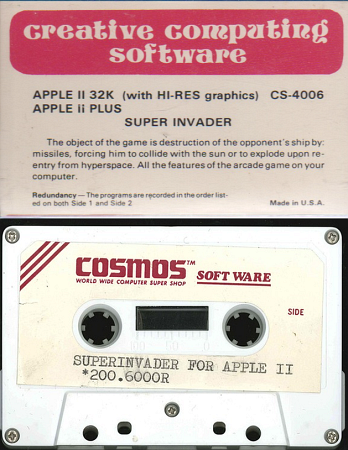 creative computing
software
APPLE II 32K (with HI-RES graphics) CS-4006
APPLE ii PLUS
SUPER INVADER
The object of the game is destruction of the opponent's ship by:
missiles, forcing him to collide with the sun or to explode upon re-
entry from hyperspace. All the features of the arcade game on your
computer.
Redundancy — The programs are recorded in the order list-
ed on both Side 1 and Side 2
Made in U.S.A.
COSMOS™ SOFTWARE
WORLD WIDE COMPUTER SUPER SHOP
SIDE
SUPERINVADER FOR APPLE II
*200.6000R